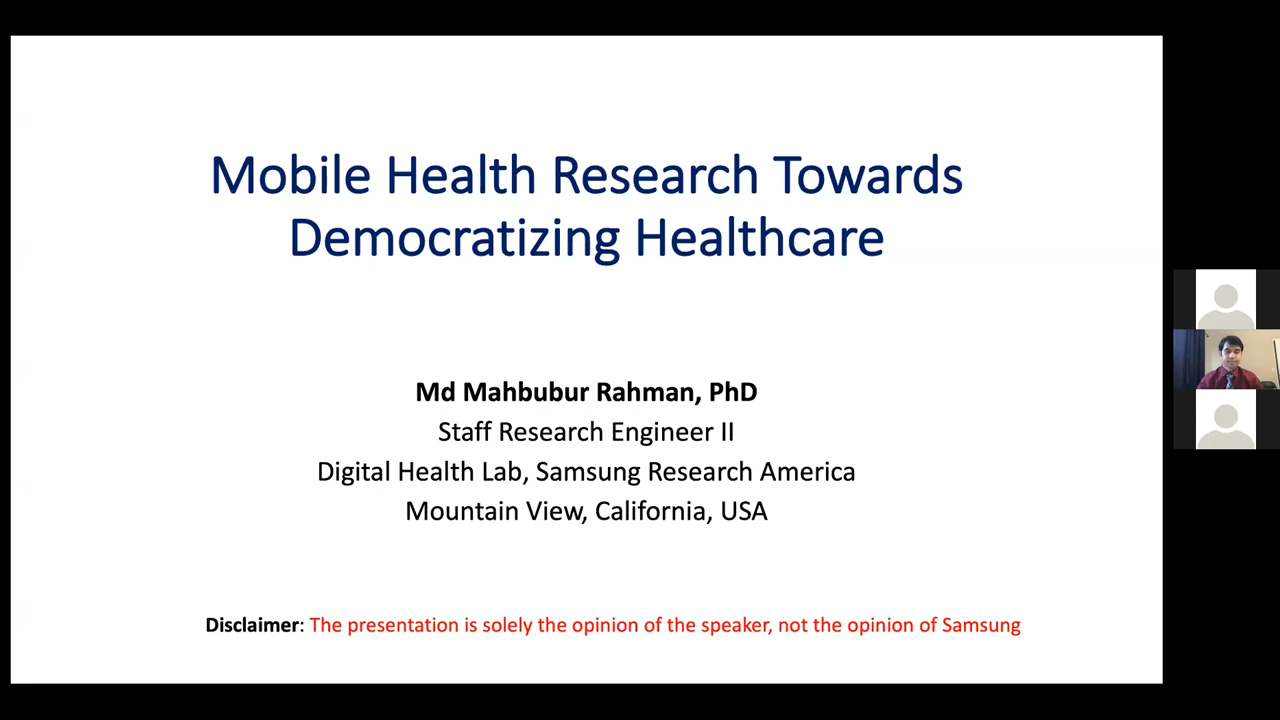 Mobile Health Research Towards
Democratizing Healthcare
Md Mahbubur Rahman, PhD
Staff Research Engineer II
Digital Health Lab, Samsung Research America
Mountain View, California, USA
Disclaimer: The presentation is solely the opinion of the speaker, not the opinion of Samsung